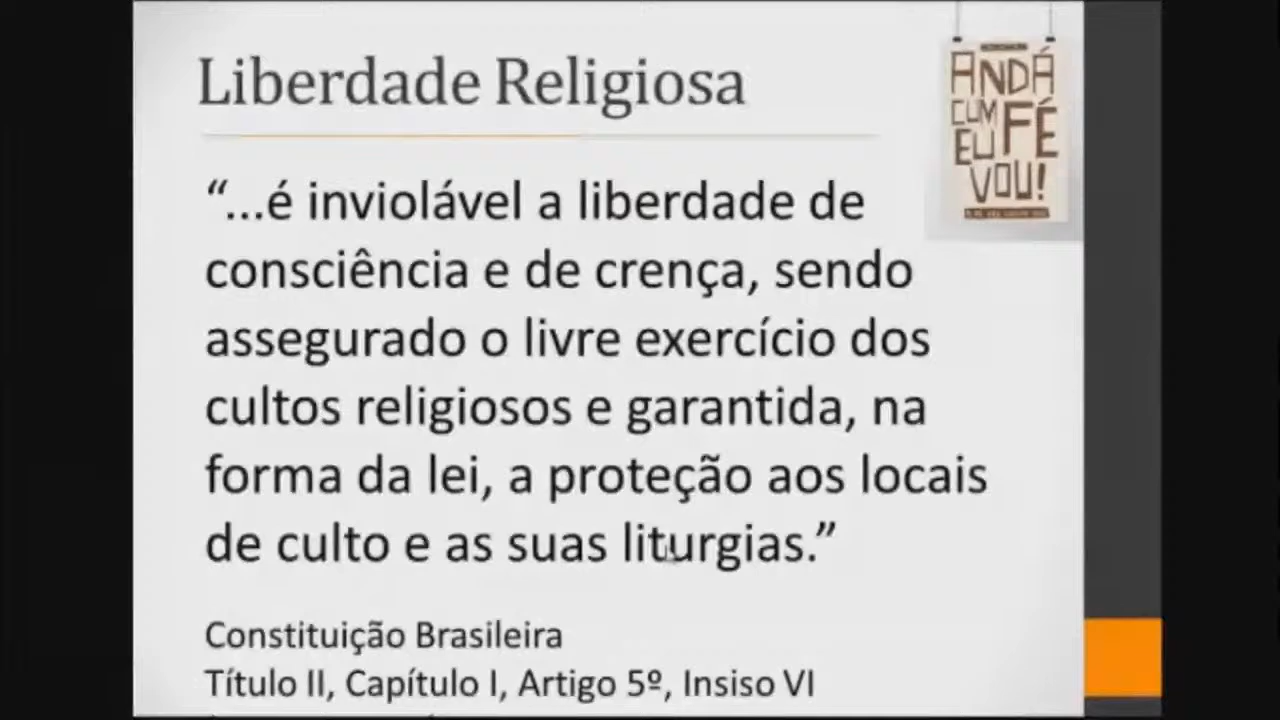 Liberdade Religiosa
ANDÁ
CUM FÉ
EU
VOU!
“...é inviolável a liberdade de
consciência e de crença, sendo
assegurado o livre exercício dos
cultos religiosos e garantida, na
forma da lei, a proteção aos locais
de culto e as suas liturgias.”
Constituição Brasileira
Título II, Capítulo I, Artigo 5º, Insiso VI